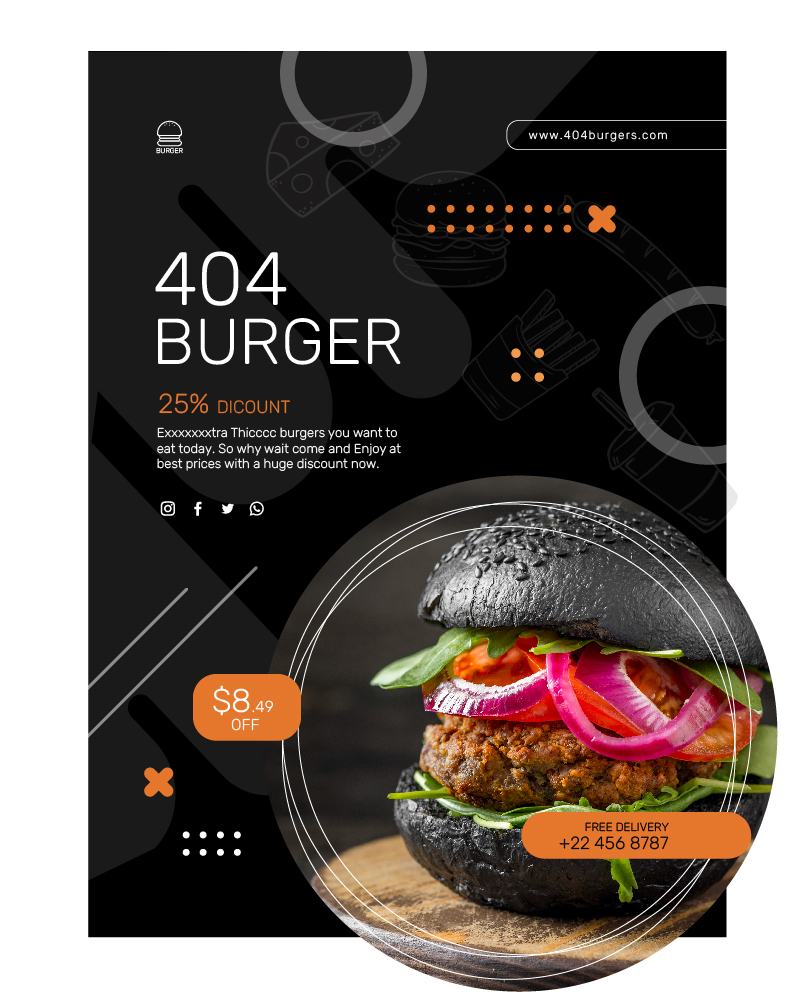 BURGER
www.404burgers.com
404
BURGER
25% DICOUNT
Exxxxxxtra Thicccc burgers you want to
eat today. So why wait come and Enjoy at
best prices with a huge discount now.
$8.49
OFF
FREE DELIVERY
+22 456 8787